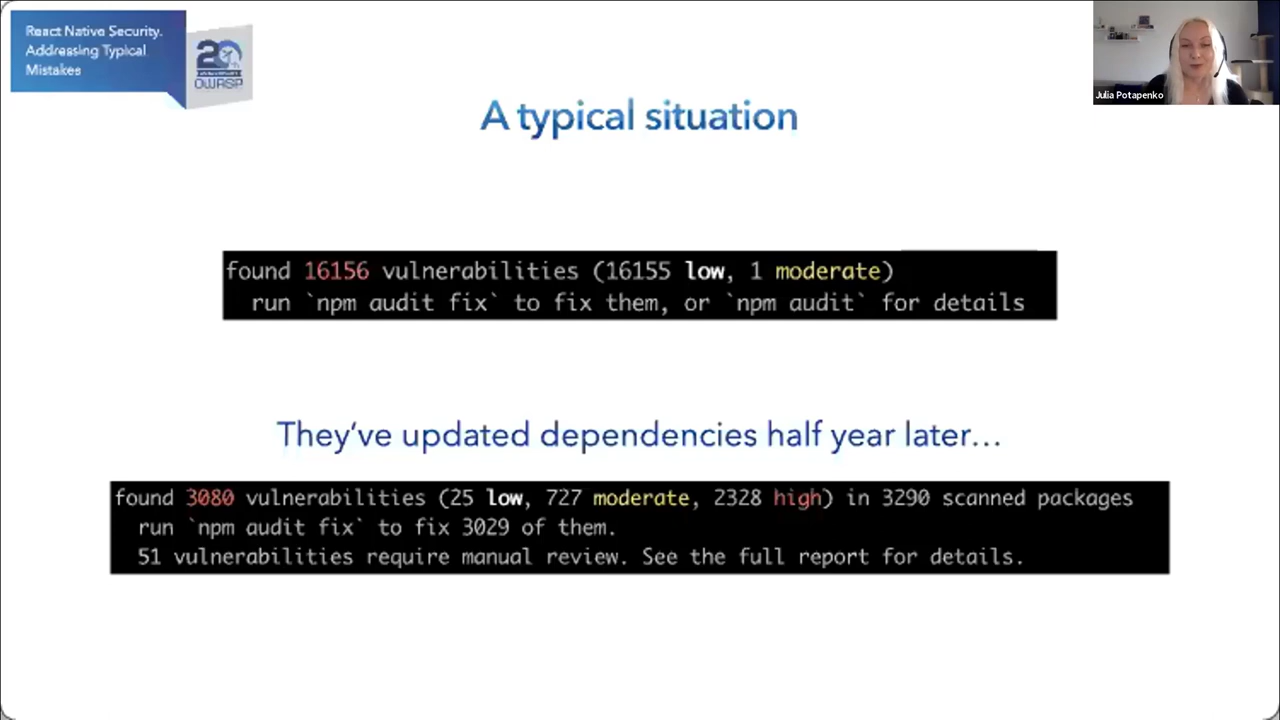 React Native Security.
Addressing Typical
Mistakes
20
OWASP
Julia Potapenko
A typical situation
found 16156 vulnerabilities (16155 low, 1 moderate)
run `npm audit fix` to fix them, or `npm audit` for details
They've updated dependencies half year later...
found 3080 vulnerabilities (25 low, 727 moderate, 2328 high) in 3290 scanned packages
run `npm audit fix` to fix 3029 of them.
51 vulnerabilities require manual review. See the full report for details.